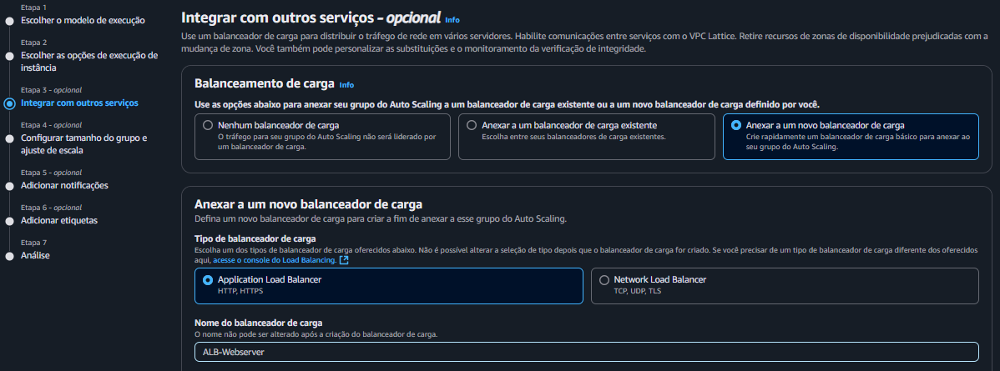 Etapa 1
Escolher o modelo de execução
Etapa 2
Escolher as opções de execução de
instância
Etapa 3 - opcional
Integrar com outros serviços
Etapa 4 - opcional
Configurar tamanho do grupo e
ajuste de escala
Etapa 5 - opcional
Adicionar notificações
Etapa 6 - opcional
Adicionar etiquetas
Etapa 7
Análise
Integrar com outros serviços - opcional Info
Use um balanceador de carga para distribuir o tráfego de rede em vários servidores. Habilite comunicações entre serviços com o VPC Lattice. Retire recursos de zonas de disponibilidade prejudicadas com a
mudança de zona. Você também pode personalizar as substituições e o monitoramento da verificação de integridade.
Balanceamento de carga Info
Use as opções abaixo para anexar seu grupo do Auto Scaling a um balanceador de carga existente ou a um novo balanceador de carga definido por você.
Nenhum balanceador de carga
O tráfego para seu grupo do Auto Scaling não será liderado por
um balanceador de carga.
Anexar a um balanceador de carga existente
Escolha entre seus balanceadores de carga existentes.
Anexar a um novo balanceador de carga
Crie rapidamente um balanceador de carga básico para anexar ao
seu grupo do Auto Scaling.
Anexar a um novo balanceador de carga
Defina um novo balanceador de carga para criar a fim de anexar a esse grupo do Auto Scaling.
Tipo de balanceador de carga
Escolha um dos tipos de balanceador de carga oferecidos abaixo. Não é possível alterar a seleção de tipo depois que o balanceador de carga for criado. Se você precisar de um tipo de balanceador de carga diferente dos oferecidos
aqui, acesse o console do Load Balancing.
Application Load Balancer
HTTP, HTTPS
Network Load Balancer
TCP, UDP, TLS
Nome do balanceador de carga
O nome não pode ser alterado após a criação do balanceador de carga.
ALB-Webserver